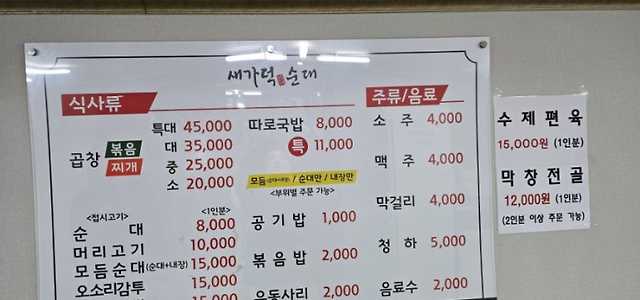 새가덕순대
식사류
곱창 볶음 찌개
특대 45,000
대 35,000
중 25,000
소 20,000
<접시고기> <1인분>
순대 8,000
머리고기 10,000
모듬순대(순대+내장) 15,000
오소리감투 15,000
따로국밥 8,000
특 11,000
모듬(순대+내장) / 순대만 / 내장만
<부위별 주문 가능>
공기밥 1,000
볶음밥 2,000
우동사리 2,000
주류/음료
소주 4,000
맥주 4,000
막걸리 4,000
청하 5,000
음료수 2,000
수제편육
15,000원 (1인분)
막창전골
12,000원 (1인분)
(2인분 이상 주문 가능)